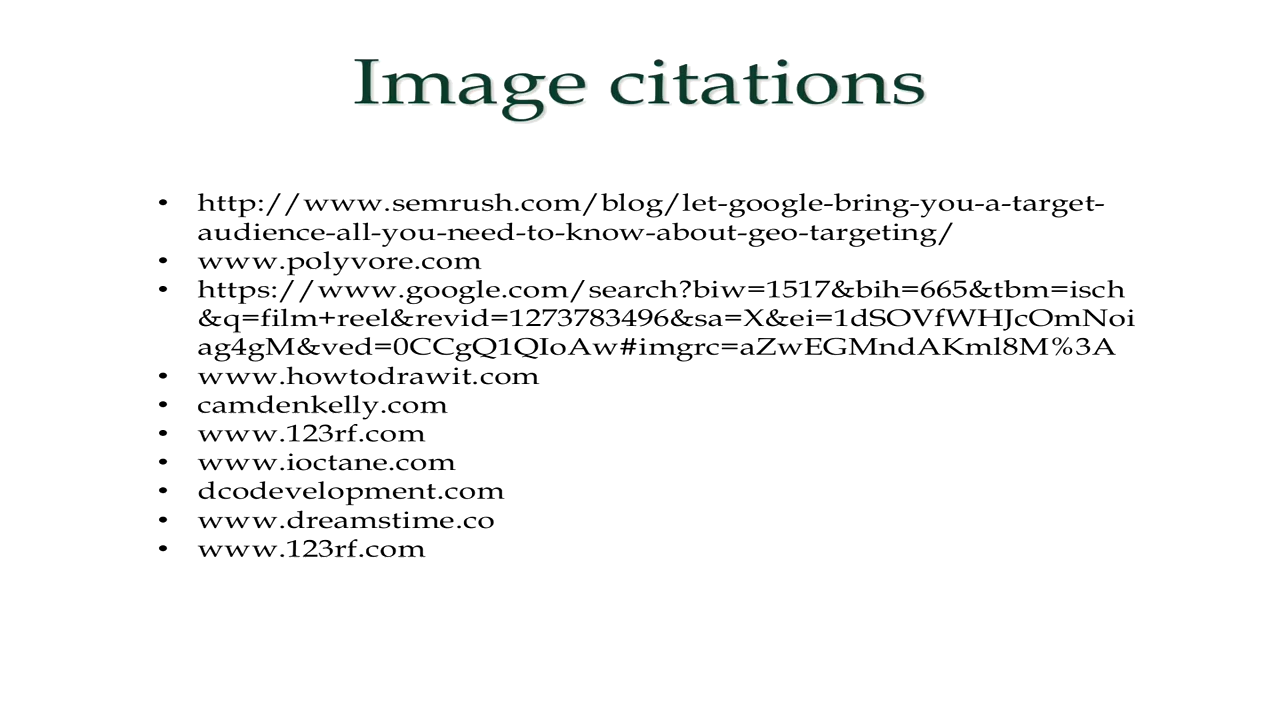 Image citations
• http://www.semrush.com/blog/let-google-bring-you-a-target-
audience-all-you-need-to-know-about-geo-targeting/
• www.polyvore.com
• https://www.google.com/search?biw=1517&bih=665&tbm=isch
&q=film+reel&revid=1273783496&sa=X&ei=1dSOVfWHJcOmNoi
ag4gM&ved=0CCgQ1QIoAw#imgrc=aZwEGMndAKml8M%3A
• www.howtodrawit.com
• camdenkelly.com
• www.123rf.com
• www.ioctane.com
• dcodevelopment.com
• www.dreamstime.co
• www.123rf.com